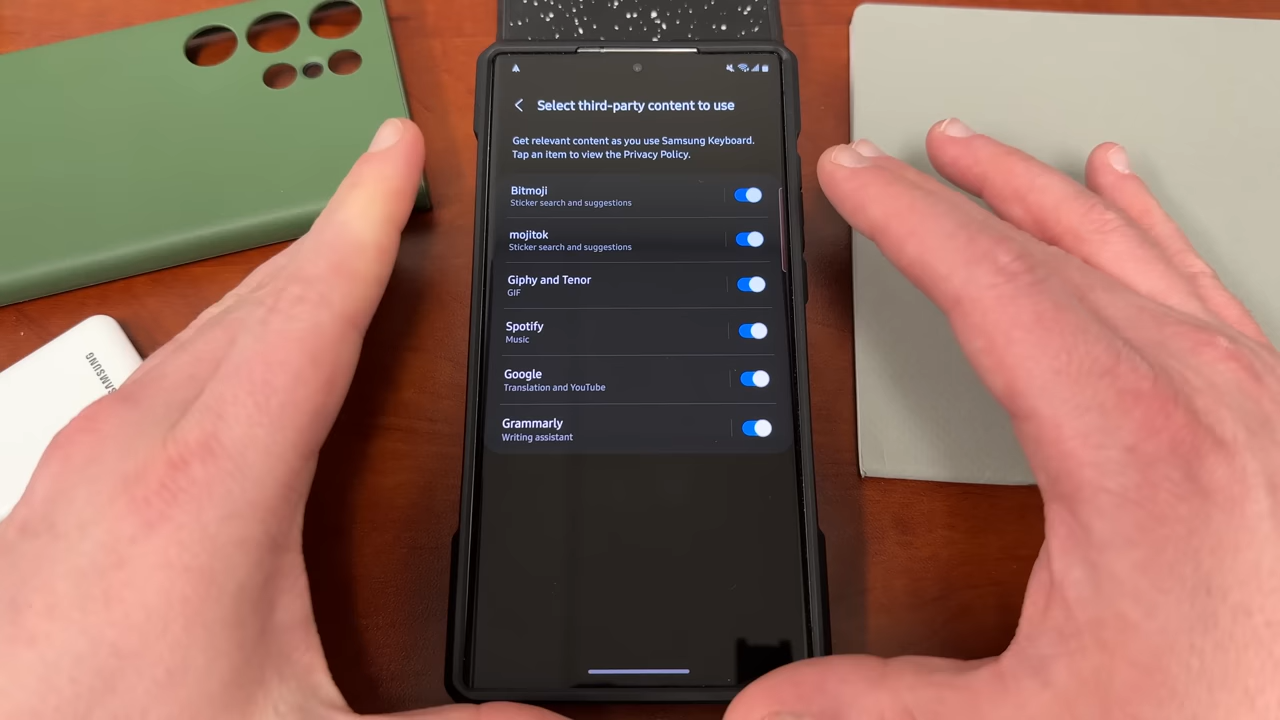 Select third-party content to use
Get relevant content as you use Samsung Keyboard.
Tap an item to view the Privacy Policy.
Bitmoji
Sticker search and suggestions
mojitok
Sticker search and suggestions
Giphy and Tenor
GIF
Spotify
Music
Google
Translation and YouTube
Grammarly
Writing assistant
SAMSUNG